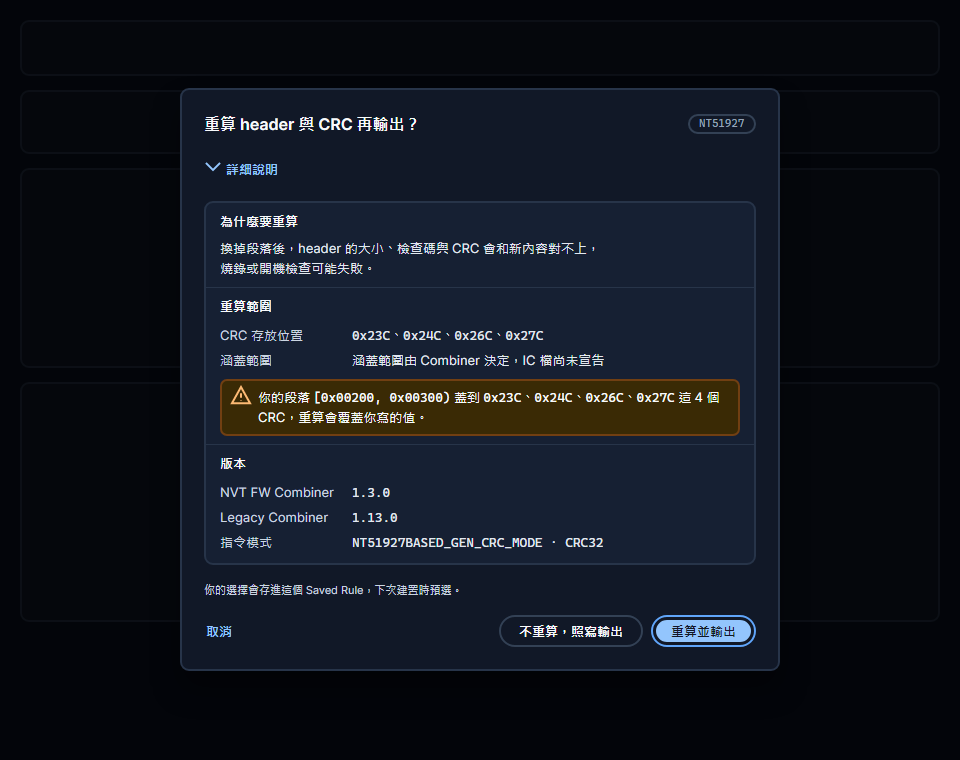 重算 header 與 CRC 再輸出？
NT51927
詳細說明
為什麼要重算
換掉段落後，header 的大小、檢查碼與 CRC 會和新內容對不上，
燒錄或開機檢查可能失敗。
重算範圍
CRC 存放位置 0x23C、0x24C、0x26C、0x27C
涵蓋範圍 涵蓋範圍由 Combiner 決定，IC 檔尚未宣告
你的段落 [0x00200, 0x00300) 蓋到 0x23C、0x24C、0x26C、0x27C 這 4 個
CRC，重算會覆蓋你寫的值。
版本
NVT FW Combiner 1.3.0
Legacy Combiner 1.13.0
指令模式 NT51927BASED_GEN_CRC_MODE · CRC32
你的選擇會存進這個 Saved Rule，下次建置時預選。
取消 不重算，照寫輸出 重算並輸出